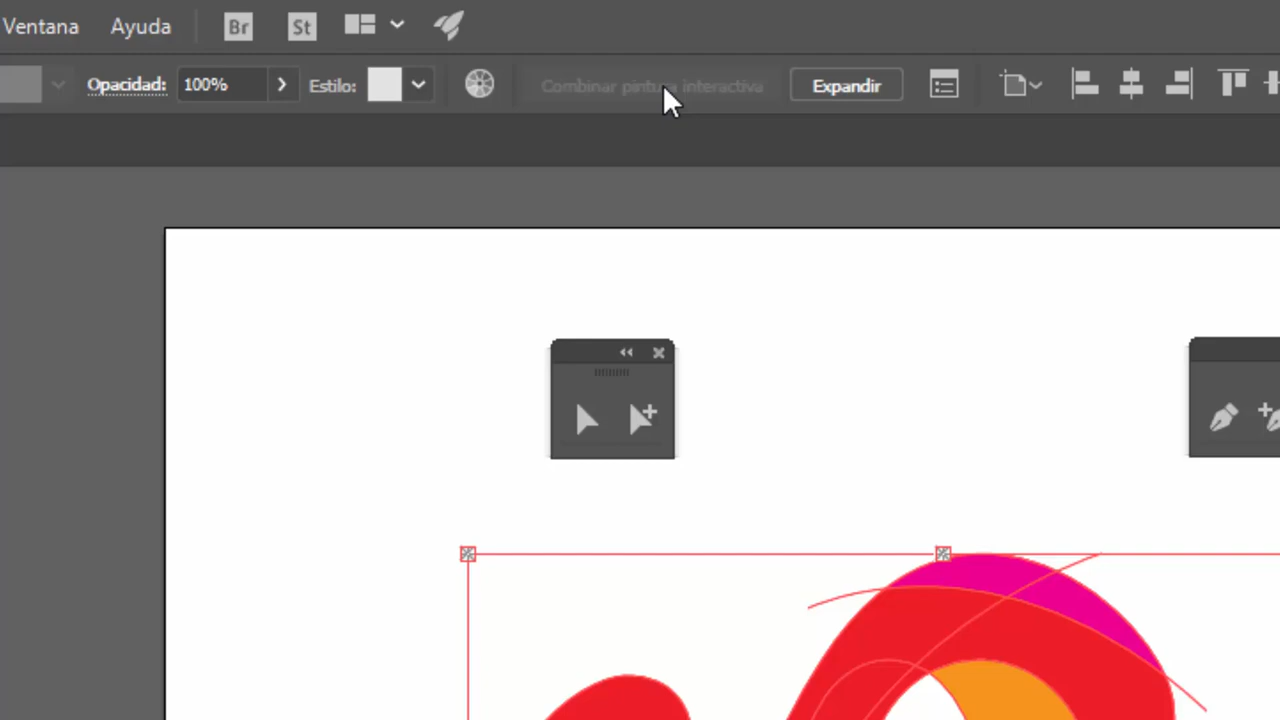 Ventana Ayuda Br St
Opacidad: 100% Estilo: Combinar pintura interactiva Expandir